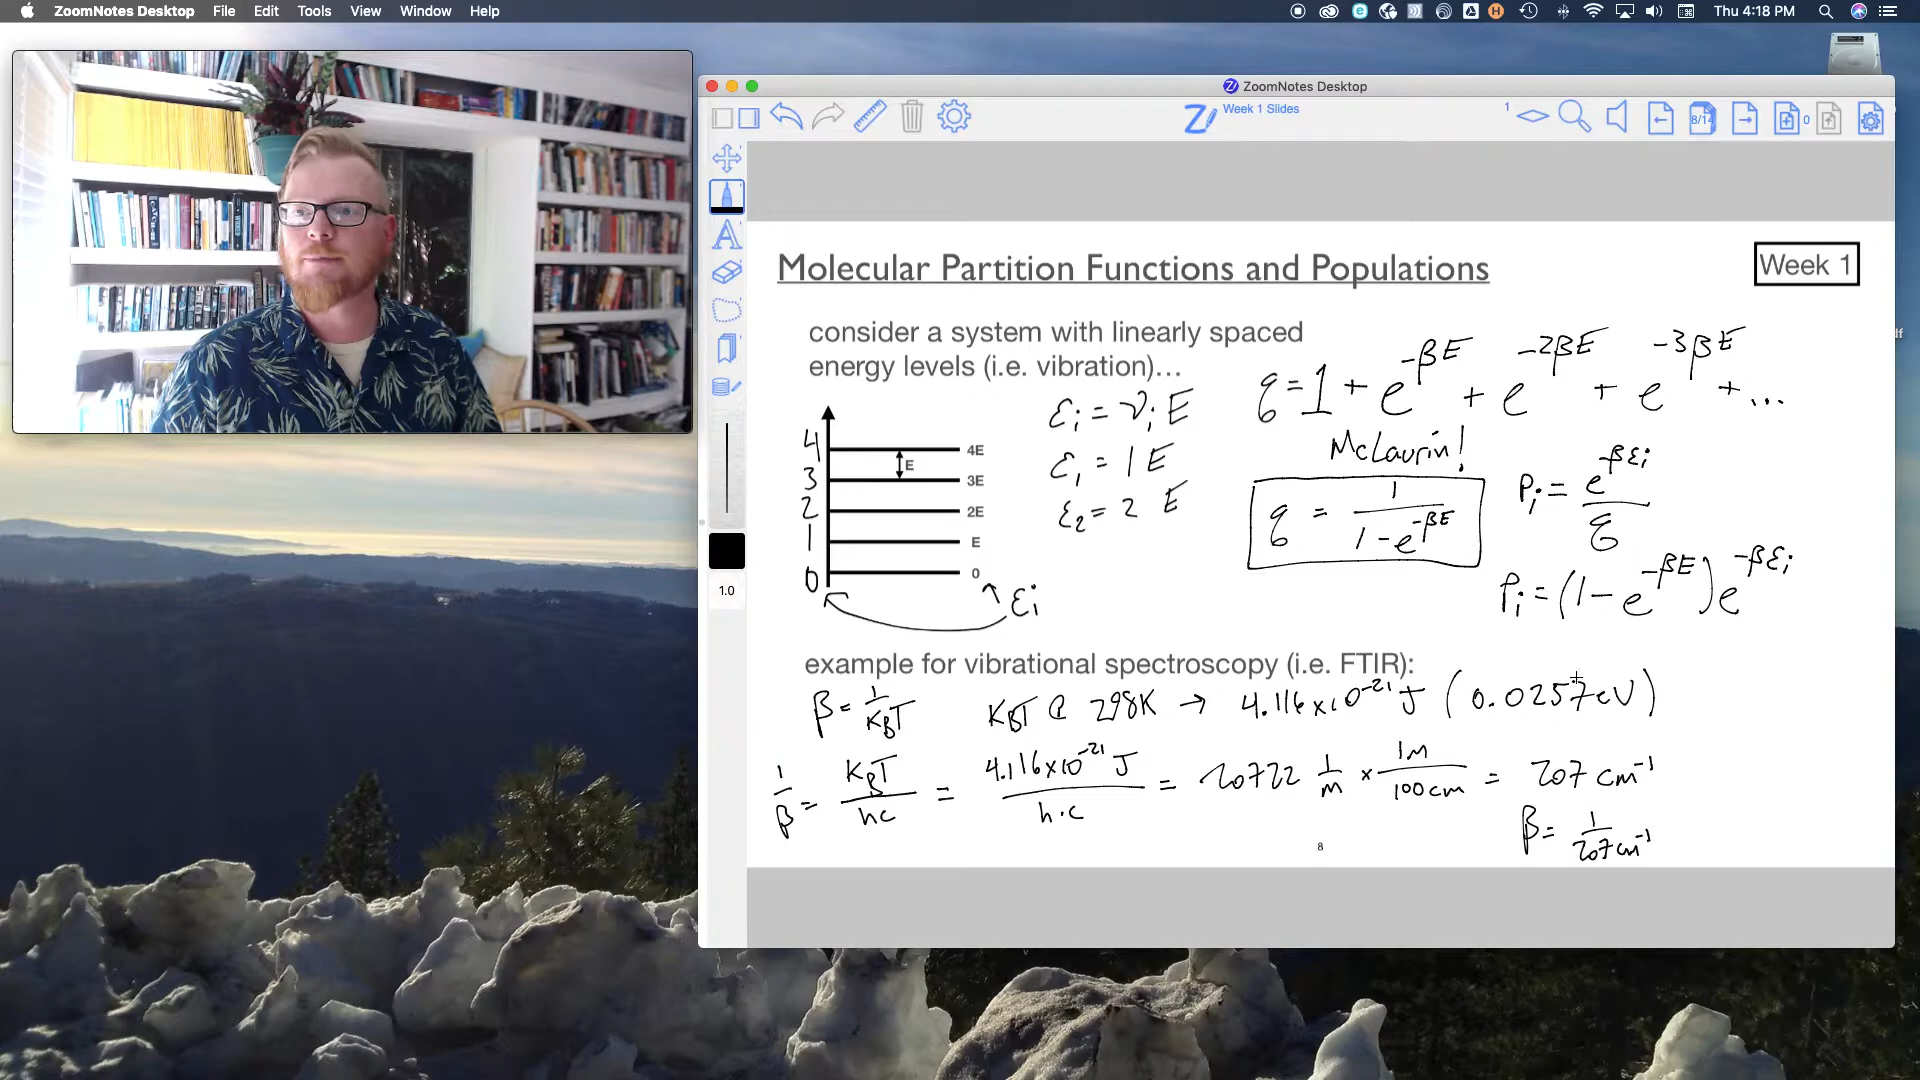 ZoomNotes Desktop File Edit Tools View Window Help Thu 4:18 PM
ZoomNotes Desktop
Week 1 Slides
1
8/14
0
1.0
Molecular Partition Functions and Populations
Week 1
consider a system with linearly spaced
energy levels (i.e. vibration)...
4 4E
E
3 3E
2 2E
1 E
0 0
εi
εi = νi E
ε1 = 1 E
ε2 = 2 E
q = 1 + e^-βE + e^-2βE + e^-3βE + ...
McLaurin!
q = 1/(1 - e^-βE)
Pi = e^-βεi / q
Pi = (1 - e^-βE) e^-βεi
example for vibrational spectroscopy (i.e. FTIR):
β = 1/KBT KBT @ 298K → 4.116x10^-21 J (0.0257eV)
1/β = KBT/hc = 4.116x10^-21 J / h·c = 20722 1/m x 1m/100cm = 207 cm^-1
β = 1/207cm^-1
8